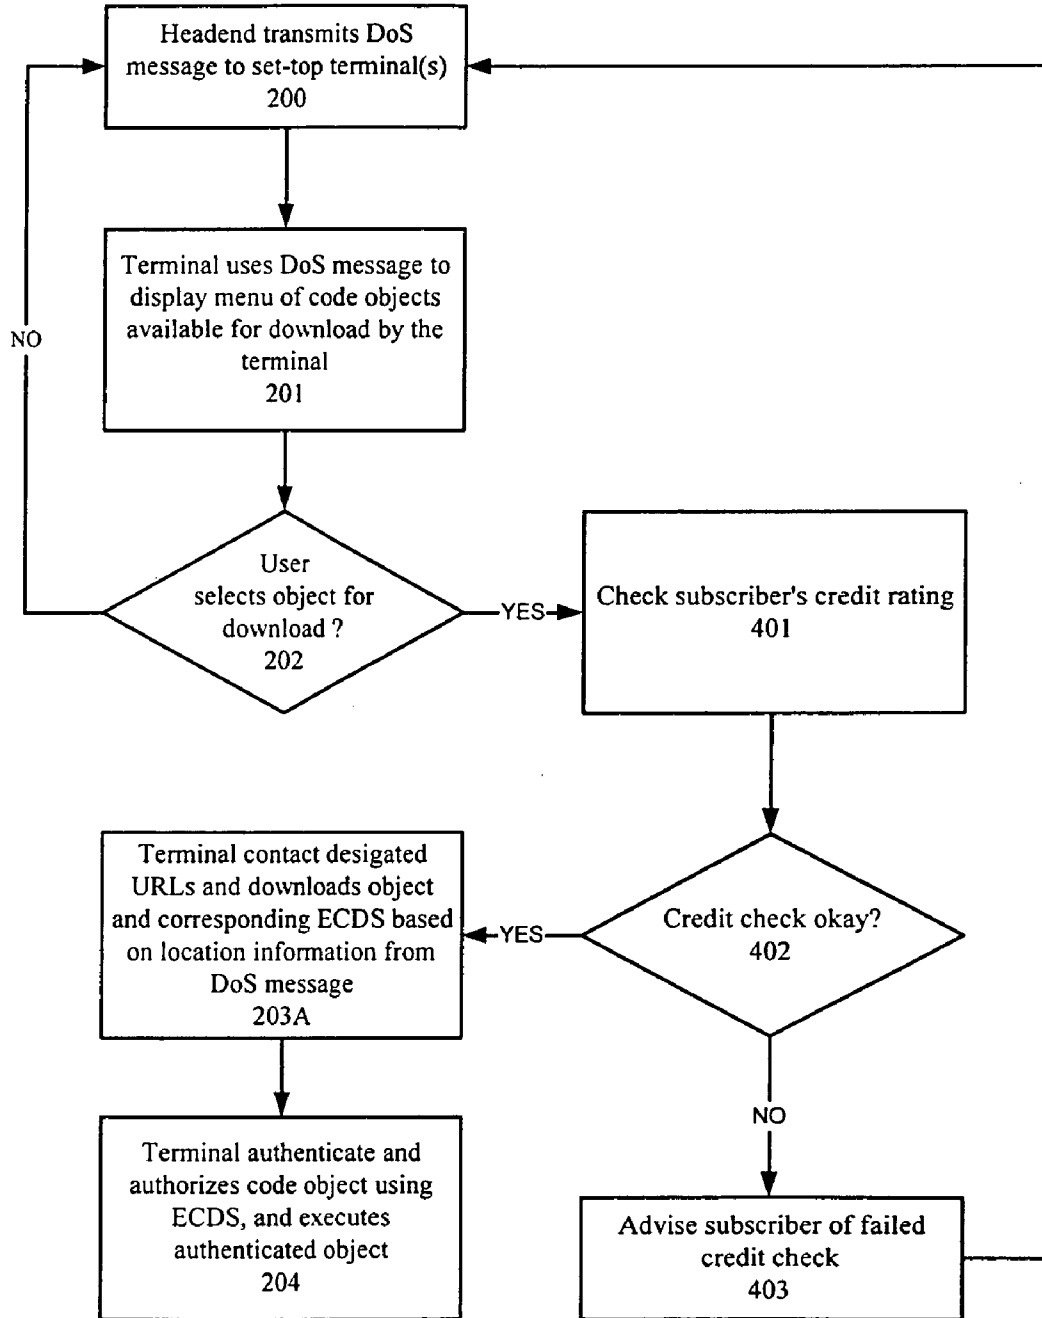 Headend transmits DoS
message to set-top terminal(s)
200
Terminal uses DoS message to
display menu of code objects
available for download by the
terminal
201
NO
User
selects object for
download ?
202
YES
Check subscriber's credit rating
401
Credit check okay?
402
YES
Terminal contact desigated
URLs and downloads object
and corresponding ECDS based
on location information from
DoS message
203A
NO
Terminal authenticate and
authorizes code object using
ECDS, and executes
authenticated object
204
Advise subscriber of failed
credit check
403